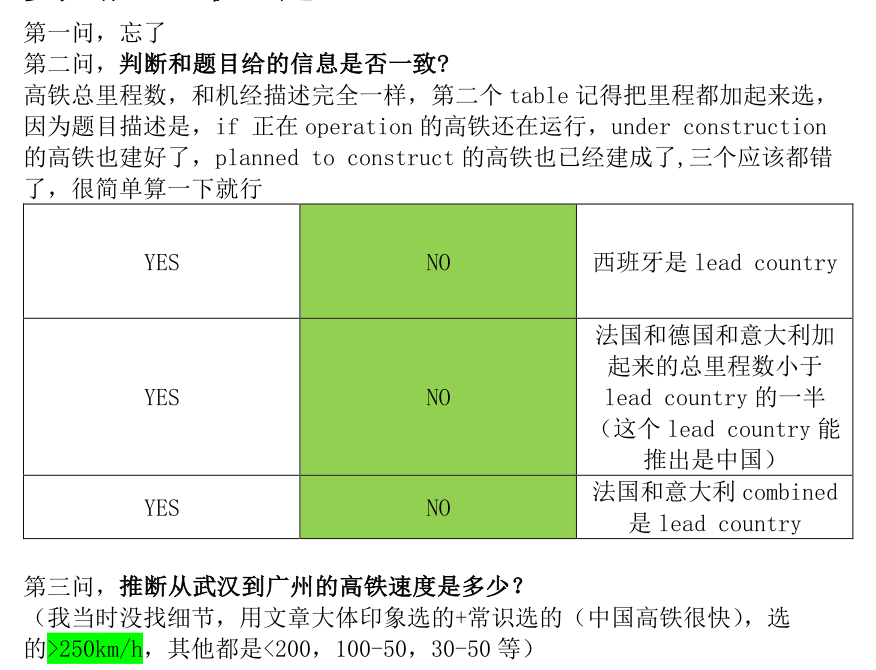 第一问，忘了
第二问，判断和题目给的信息是否一致?
高铁总里程数，和机经描述完全一样，第二个 table 记得把里程都加起来选，
因为题目描述是，if 正在 operation 的高铁还在运行，under construction
的高铁也建好了，planned to construct 的高铁也已经建成了,三个应该都错
了，很简单算一下就行
YES
NO
西班牙是 lead country
YES
NO
法国和德国和意大利加
起来的总里程数小于
lead country 的一半
（这个 lead country 能
推出是中国）
YES
NO
法国和意大利 combined
是 lead country
第三问，推断从武汉到广州的高铁速度是多少？
（我当时没找细节，用文章大体印象选的+常识选的（中国高铁很快），选
的>250km/h，其他都是<200，100-50，30-50 等）